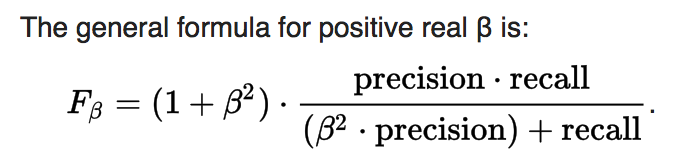 The general formula for positive real β is:
F_β = (1 + β²) · (precision · recall) / ((β² · precision) + recall).